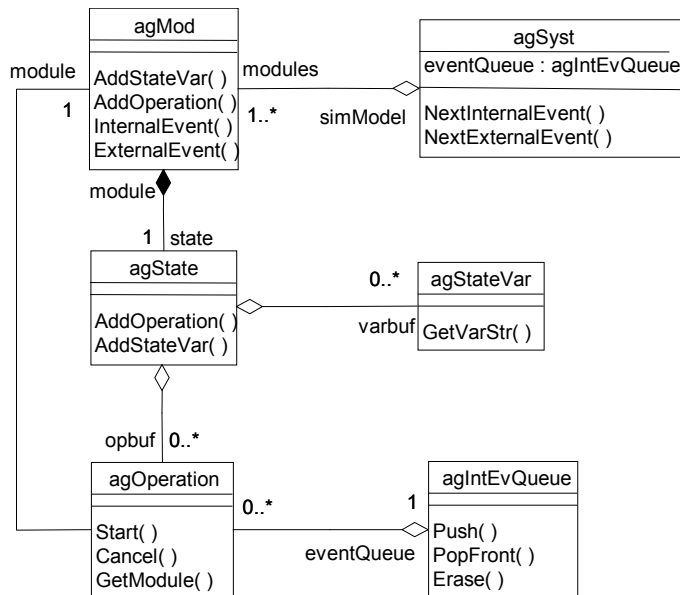 agMod
AddStateVar( )
AddOperation( )
InternalEvent( )
ExternalEvent( )
module
1
modules
1..*
simModel
agSyst
eventQueue : agIntEvQueue
NextInternalEvent( )
NextExternalEvent( )
module
1
state
agState
AddOperation( )
AddStateVar( )
0..*
varbuf
agStateVar
GetVarStr( )
opbuf
0..*
agOperation
Start( )
Cancel( )
GetModule( )
0..*
1
eventQueue
agIntEvQueue
Push( )
PopFront( )
Erase( )